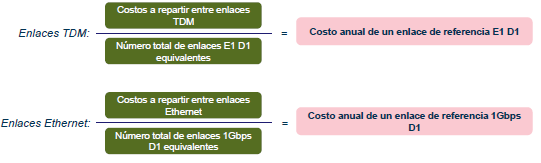 Costos a repartir entre enlaces
TDM
Enlaces TDM:
=
Costo anual de un enlace de referencia E1 D1
Número total de enlaces E1 D1
equivalentes
Costos a repartir entre enlaces
Ethernet
Enlaces Ethernet:
=
Costo anual de un enlace de referencia 1Gbps
D1
Número total de enlaces 1Gbps
D1 equivalentes